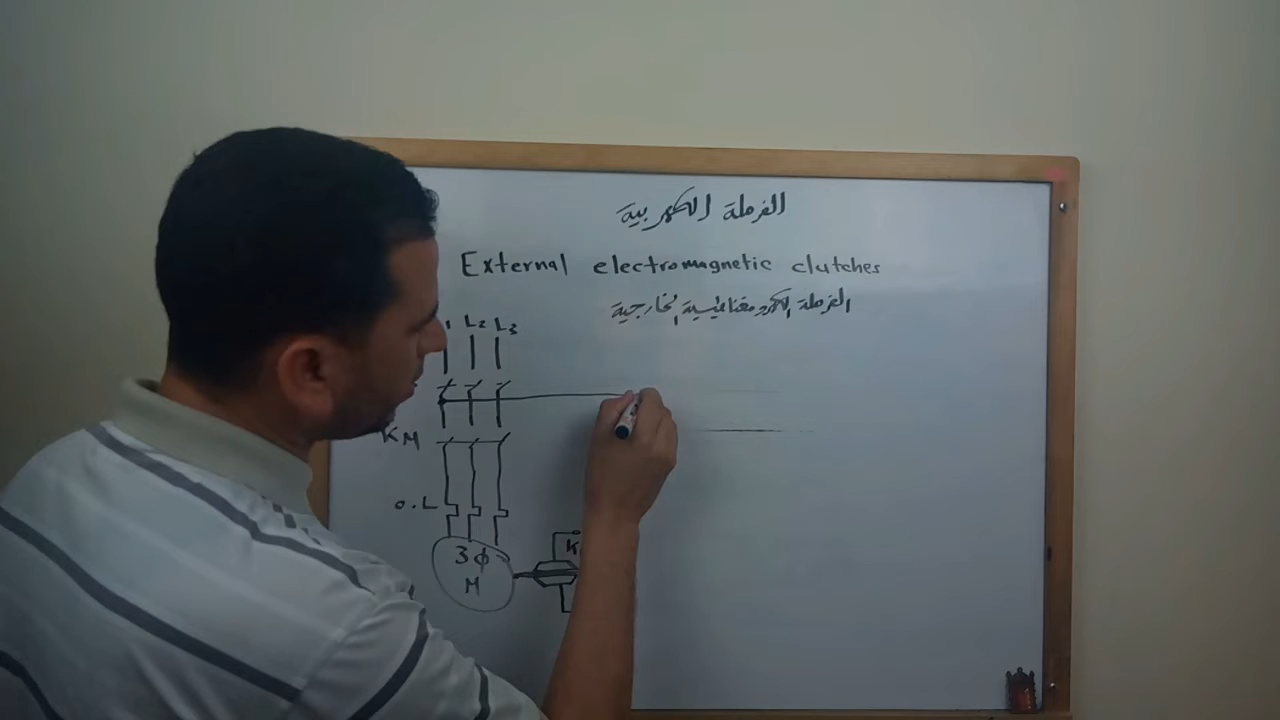 الفرملة الكهربية
External electromagnetic clutches
الفرملة الكهرومغناطيسية الخارجية
L2 L3
KM
O.L
3ϕ
M
K